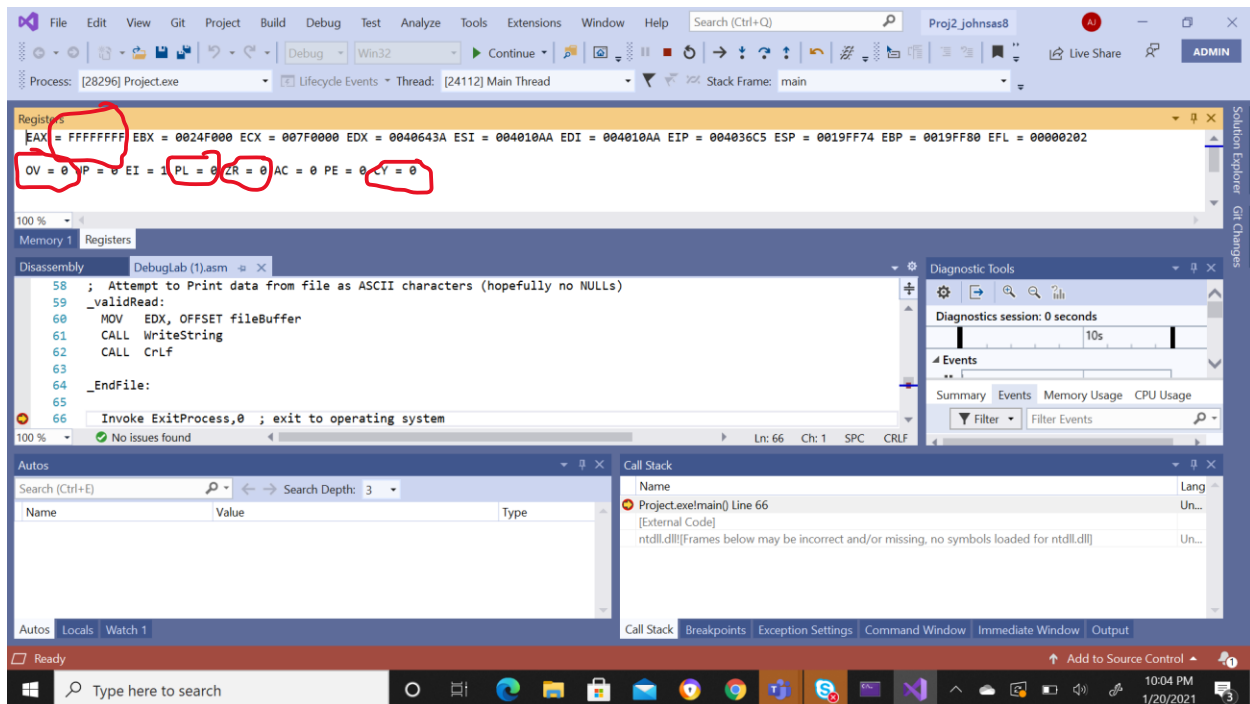 File Edit View Git Project Build Debug Test Analyze Tools Extensions Window Help Search (Ctrl+Q) Proj2_johnsas8 AJ
Debug Win32 Continue Live Share ADMIN
Process: [28296] Project.exe Lifecycle Events Thread: [24112] Main Thread Stack Frame: main
Registers
EAX = FFFFFFFF EBX = 0024F000 ECX = 007F0000 EDX = 0040643A ESI = 004010AA EDI = 004010AA EIP = 004036C5 ESP = 0019FF74 EBP = 0019FF80 EFL = 00000202
OV = 0 UP = 0 EI = 1 PL = 0 ZR = 0 AC = 0 PE = 0 CY = 0
100 %
Memory 1 Registers
Solution Explorer
Git Changes
Disassembly DebugLab (1).asm
58 ; Attempt to Print data from file as ASCII characters (hopefully no NULLs)
59 _validRead:
60 MOV EDX, OFFSET fileBuffer
61 CALL WriteString
62 CALL CrLf
63
64 _EndFile:
65
66 Invoke ExitProcess,0 ; exit to operating system
100 % No issues found Ln: 66 Ch: 1 SPC CRLF
Diagnostic Tools
Diagnostics session: 0 seconds
10s
Events
Summary Events Memory Usage CPU Usage
Filter Filter Events
Autos
Search (Ctrl+E) Search Depth: 3
Name Value Type
Autos Locals Watch 1
Call Stack
Name Lang
Project.exe!main() Line 66 Un...
[External Code]
ntdll.dll![Frames below may be incorrect and/or missing, no symbols loaded for ntdll.dll] Un...
Call Stack Breakpoints Exception Settings Command Window Immediate Window Output
Ready Add to Source Control 1
Type here to search
10:04 PM
1/20/2021
3